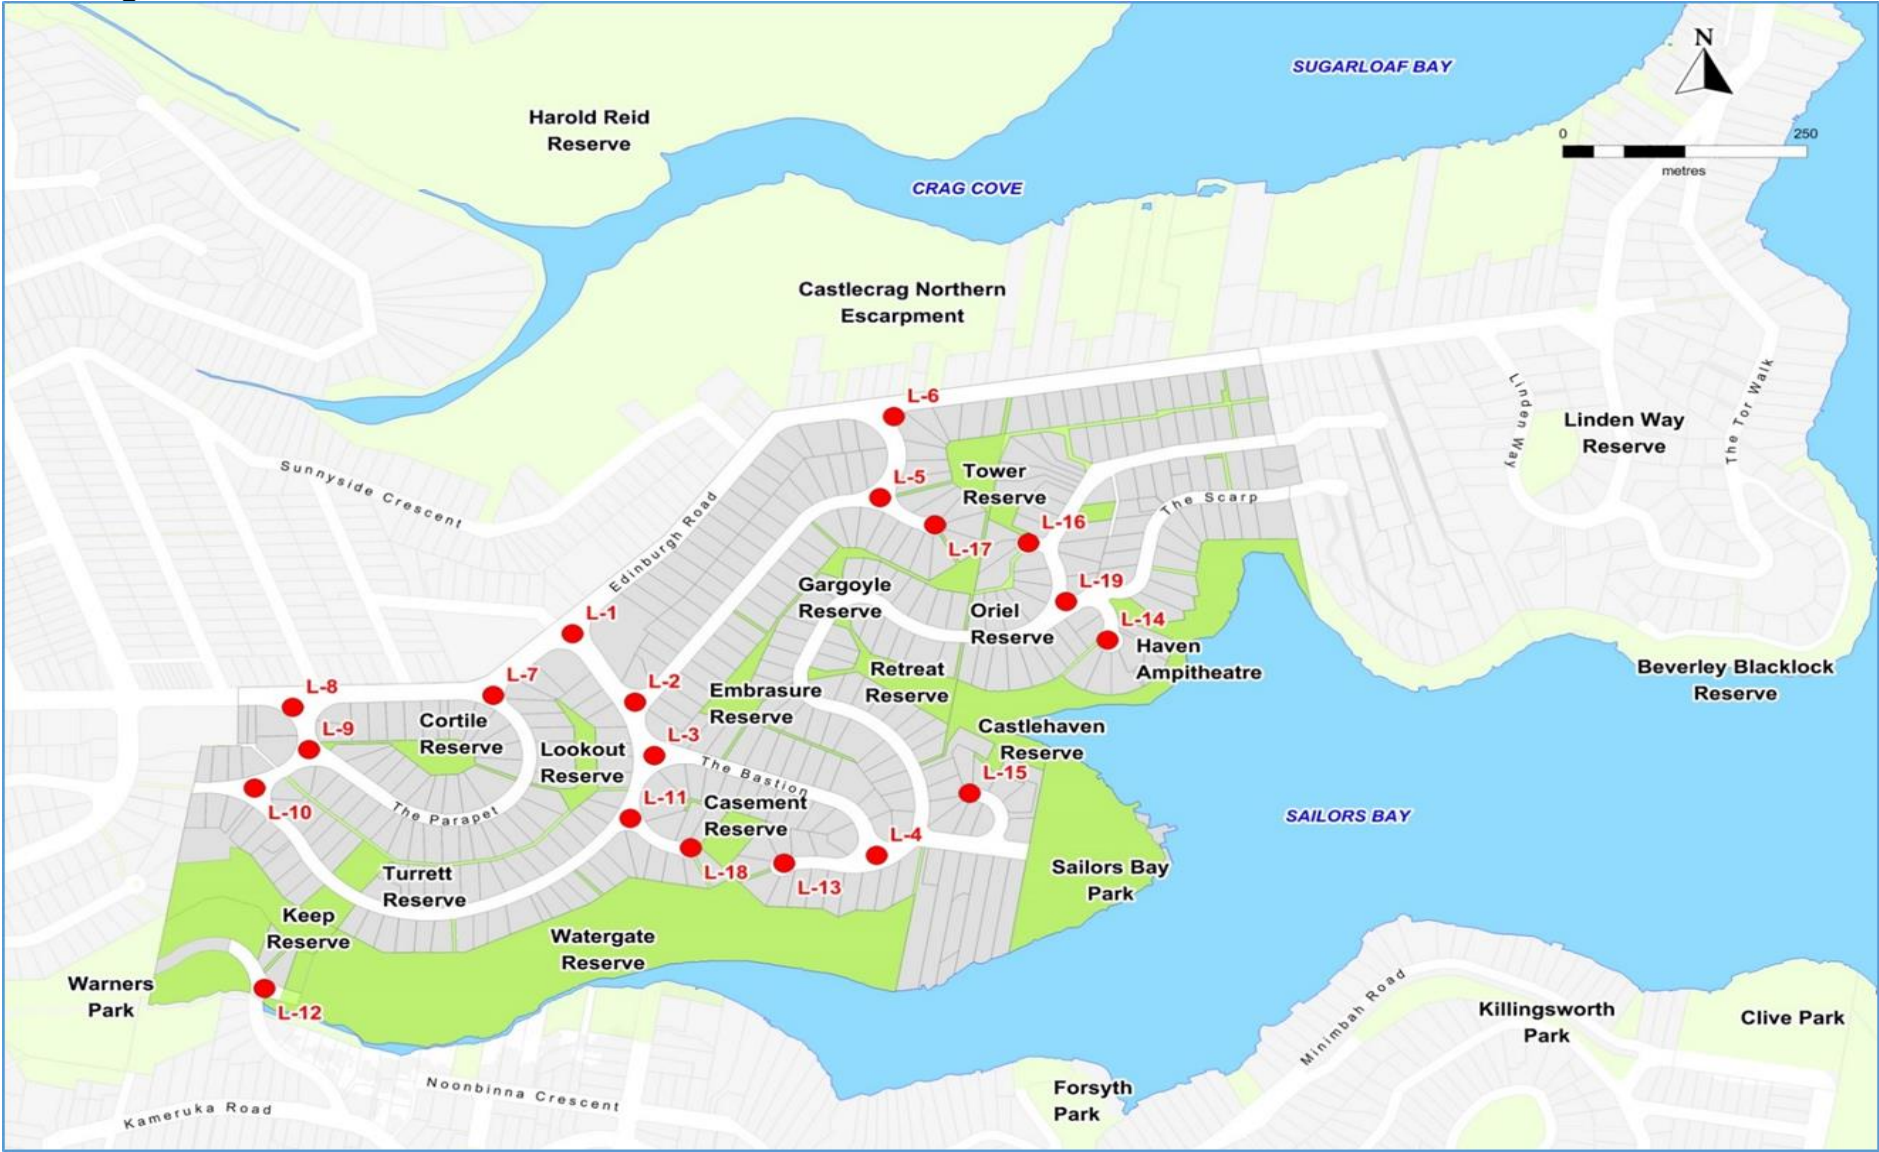 N
SUGARLOAF BAY
Harold Reid
Reserve
0 250
metres
CRAG COVE
Castlecrag Northern
Escarpment
L-6
Linden Way
The Tor Walk
Linden Way
Reserve
Sunnyside Crescent
Edinburgh Road
L-5
Tower
Reserve
The Scarp
L-16
L-17
Gargoyle
Reserve
L-19
Oriel
Reserve
L-1
L-14
Haven
Ampitheatre
Beverley Blacklock
Reserve
L-8
L-7
L-2
Embrasure
Reserve
Retreat
Reserve
L-9
Cortile
Reserve
Lookout
Reserve
L-3
Castlehaven
Reserve
The Bastion
L-15
L-10
The Parapet
L-11
Casement
Reserve
L-4
SAILORS BAY
L-18
L-13
Turrett
Reserve
Sailors Bay
Park
Keep
Reserve
Watergate
Reserve
Warners
Park
L-12
Minimbah Road
Killingsworth
Park
Clive Park
Noonbinna Crescent
Kameruka Road
Forsyth
Park